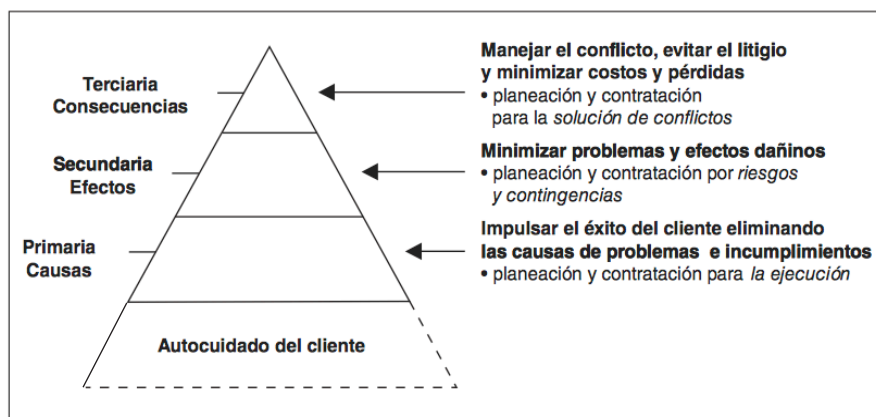 Terciaria
Consecuencias
Manejar el conflicto, evitar el litigio
y minimizar costos y pérdidas
• planeación y contratación
para la solución de conflictos
Secundaria
Efectos
Minimizar problemas y efectos dañinos
• planeación y contratación por riesgos
y contingencias
Primaria
Causas
Impulsar el éxito del cliente eliminando
las causas de problemas e incumplimientos
• planeación y contratación para la ejecución
Autocuidado del cliente